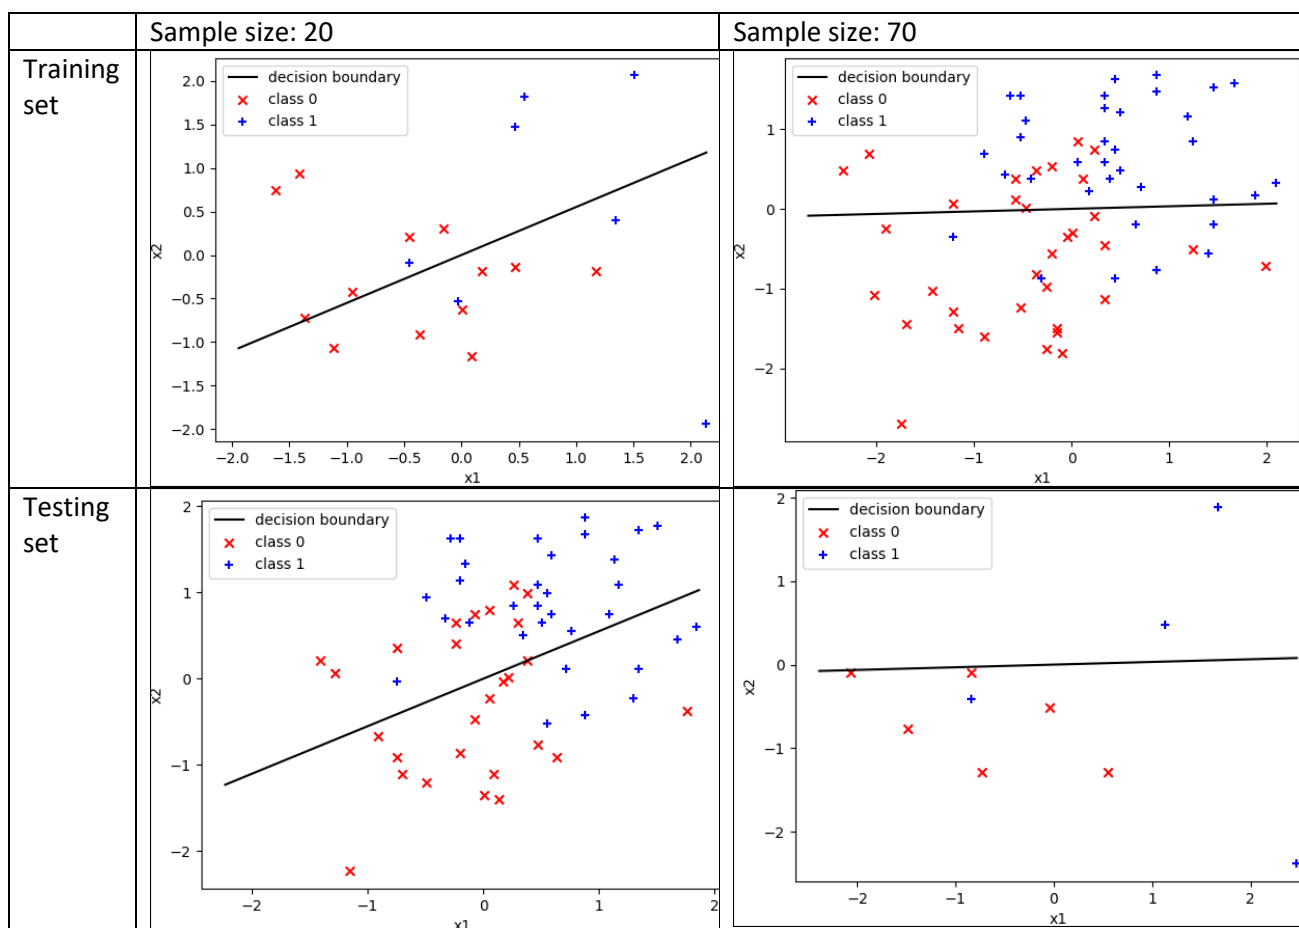 Sample size: 20
Sample size: 70
Training
set
decision boundary
class 0
class 1
2.0
1.5
1.0
0.5
0.0
−0.5
−1.0
−1.5
−2.0
x2
−2.0 −1.5 −1.0 −0.5 0.0 0.5 1.0 1.5 2.0
x1
decision boundary
class 0
class 1
1
0
−1
−2
x2
−2 −1 0 1 2
x1
Testing
set
decision boundary
class 0
class 1
2
1
0
−1
−2
x2
−2 −1 0 1 2
x1
decision boundary
class 0
class 1
2
1
0
−1
−2
x2
−2 −1 0 1 2
x1